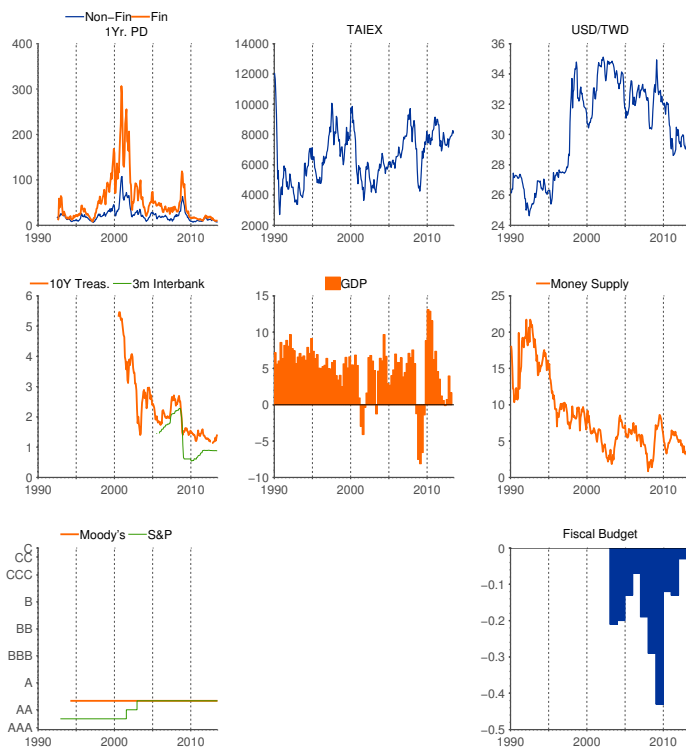 Non-Fin Fin
1Yr. PD
400
300
200
100
0
1990 2000 2010
TAIEX
14000
12000
10000
8000
6000
4000
2000
1990 2000 2010
USD/TWD
36
34
32
30
28
26
24
1990 2000 2010
10Y Treas. 3m Interbank
6
5
4
3
2
1
0
1990 2000 2010
GDP
15
10
5
0
−5
−10
1990 2000 2010
Money Supply
25
20
15
10
5
0
1990 2000 2010
Moody's S&P
C
CC
CCC
B
BB
BBB
A
AA
AAA
1990 2000 2010
Fiscal Budget
0
−0.1
−0.2
−0.3
−0.4
−0.5
1990 2000 2010